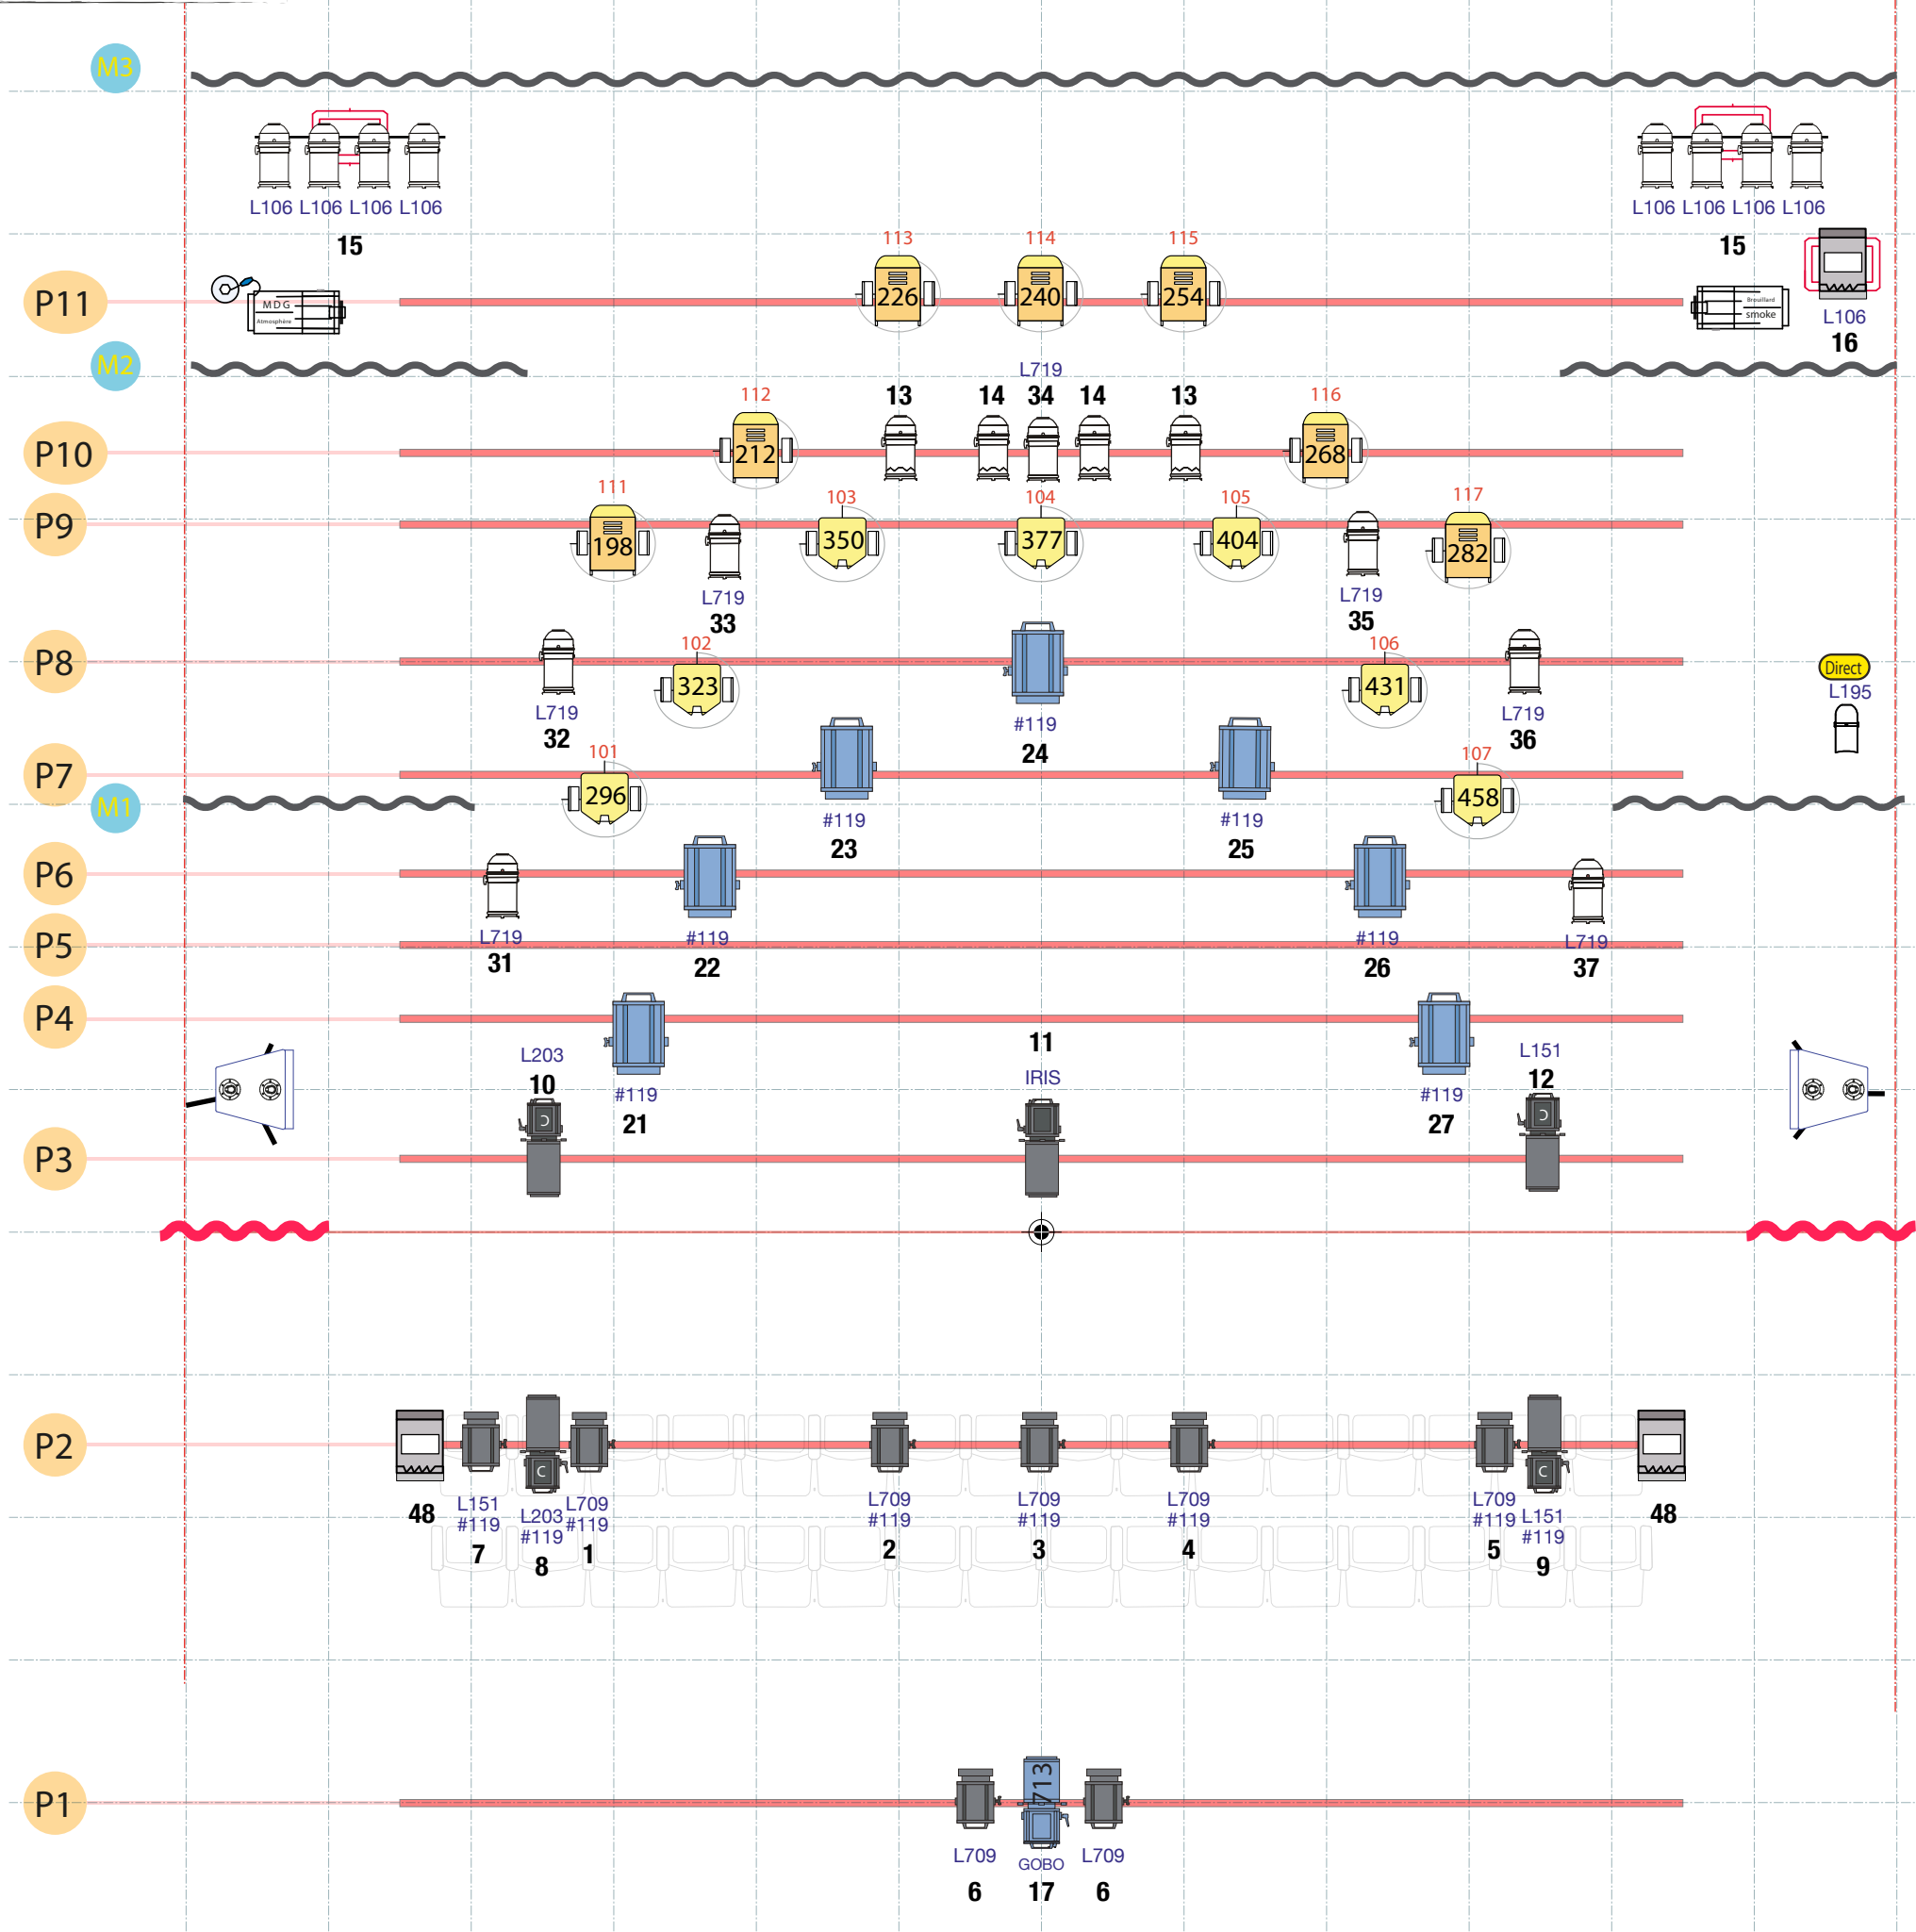 M3
L106 L106 L106 L106
L106 L106 L106 L106
15
15
113
114
115
P11
MDG
Atmosphère
226
240
254
Brouillard
smoke
L106
16
M2
L719
112
13
14
34
14
13
116
P10
212
268
111
103
104
105
117
P9
198
350
377
404
282
L719
33
L719
35
102
106
P8
323
431
Direct
L195
L719
32
#119
24
L719
36
101
107
P7
296
458
M1
#119
23
#119
25
P6
L719
31
#119
22
#119
26
L719
37
P5
P4
L203
10
11
IRIS
L151
12
#119
21
#119
27
C
C
P3
P2
C
C
48
L151
#119
7
L203
#119
8
L709
#119
1
L709
#119
2
L709
#119
3
L709
#119
4
L709
#119
5
L151
#119
9
48
P1
713
L709
GOBO
L709
6
17
6